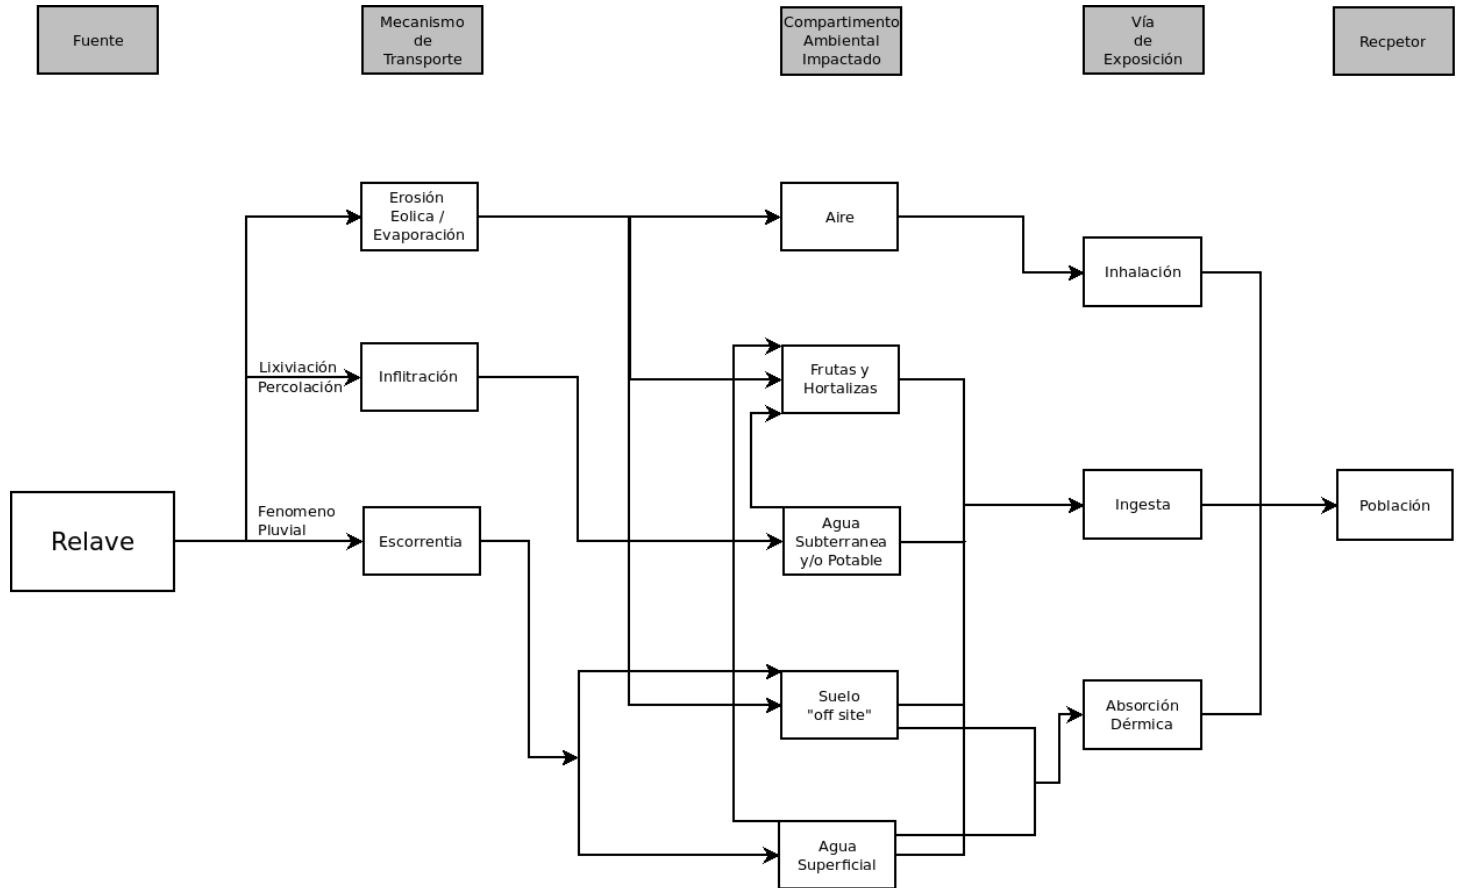 Fuente
Mecanismo
de
Transporte
Compartimento
Ambiental
Impactado
Vía
de
Exposición
Recpetor
Erosión
Eolica /
Evaporación
Aire
Inhalación
Lixiviación
Percolación
Inflitración
Frutas y
Hortalizas
Relave
Fenomeno
Pluvial
Escorrentia
Agua
Subterranea
y/o Potable
Ingesta
Población
Suelo
"off site"
Absorción
Dérmica
Agua
Superficial